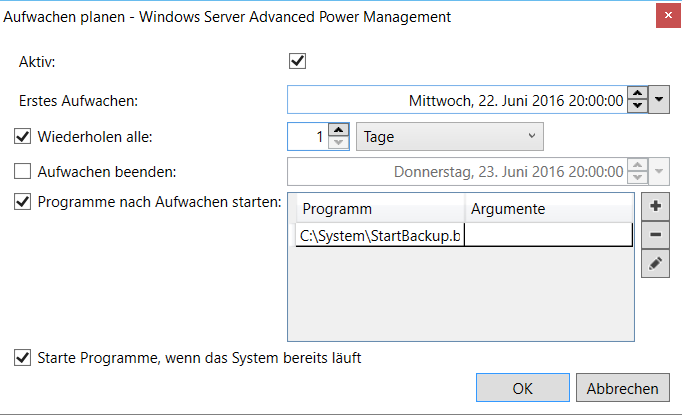 Aufwachen planen - Windows Server Advanced Power Management
Aktiv:
Erstes Aufwachen: Mittwoch, 22. Juni 2016 20:00:00
Wiederholen alle: 1 Tage
Aufwachen beenden: Donnerstag, 23. Juni 2016 20:00:00
Programme nach Aufwachen starten:
Programm Argumente
C:\System\StartBackup.b
Starte Programme, wenn das System bereits läuft
OK Abbrechen